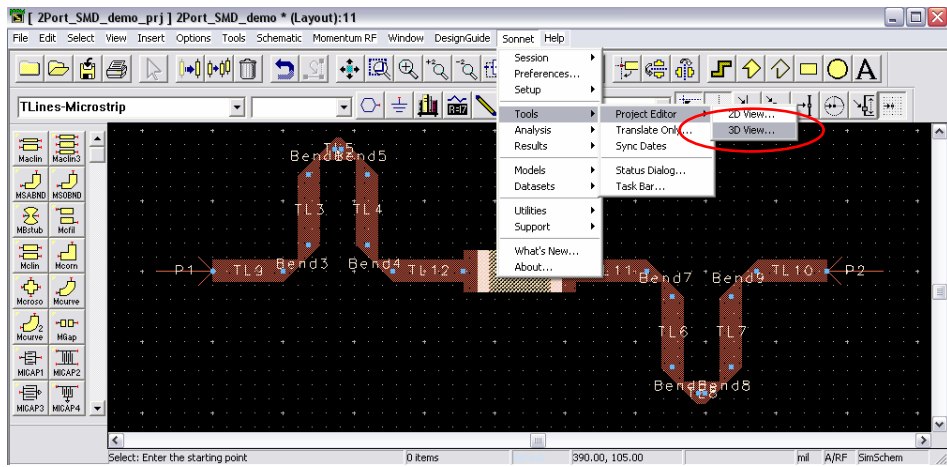 [ 2Port_SMD_demo_prj ] 2Port_SMD_demo * (Layout):11
File Edit Select View Insert Options Tools Schematic Momentum RF Window DesignGuide Sonnet Help
TLines-Microstrip
A
Session
Preferences...
Setup
Tools
Analysis
Results
Models
Datasets
Utilities
Support
What's New...
About...
Project Editor
Translate Only...
Sync Dates
Status Dialog...
Task Bar...
2D View...
3D View...
Maclin Maclin3
MSABND MSOBND
MBstub Mcfil
Mclin Mcorn
Mcroso Mcurve
Mcurve MGap
MICAP1 MICAP2
MICAP3 MICAP4
Bend5
TL3 TL4
P1 TL9 Bend3 Bend4 TL12
TL11 Bend7 Bend9 TL10 P2
TL6 TL7
Bend8
TL8
Select: Enter the starting point 0 items 390.00, 105.00 mil A/RF SimSchem